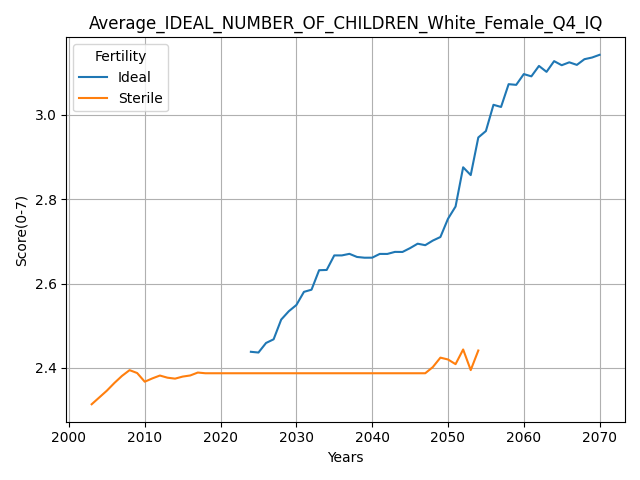 Average_IDEAL_NUMBER_OF_CHILDREN_White_Female_Q4_IQ
Fertility
Ideal
Sterile
Score(0-7)
3.0
2.8
2.6
2.4
2000 2010 2020 2030 2040 2050 2060 2070
Years